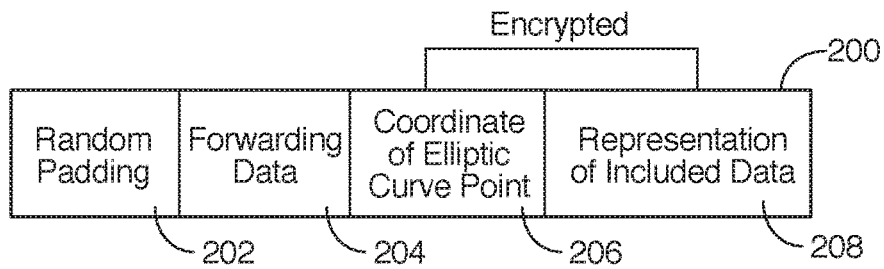 Encrypted
200
Random
Padding
Forwarding
Data
Coordinate
of Elliptic
Curve Point
Representation
of Included Data
202
204
206
208